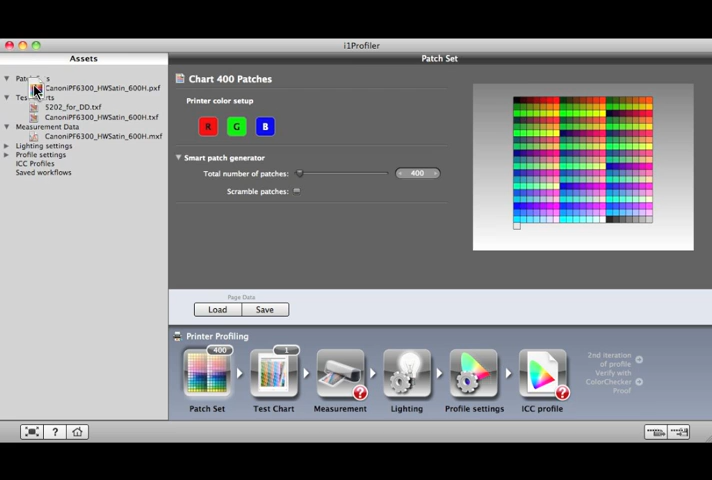 i1Profiler
Assets
Patch Set
CanoniPF6300_HWSatin_600H.pxf
5202_for_DD.txf
CanoniPF6300_HWSatin_600H.txf
Measurement Data
CanoniPF6300_HWSatin_600H.mxf
Lighting settings
Profile settings
ICC Profiles
Saved workflows
Chart 400 Patches
Printer color setup
R G B
Smart patch generator
Total number of patches: 400
Scramble patches:
Page Data
Load Save
Printer Profiling
400 1
2nd iteration
of profile
Verify with
ColorChecker
Proof
Patch Set Test Chart Measurement Lighting Profile settings ICC profile
?